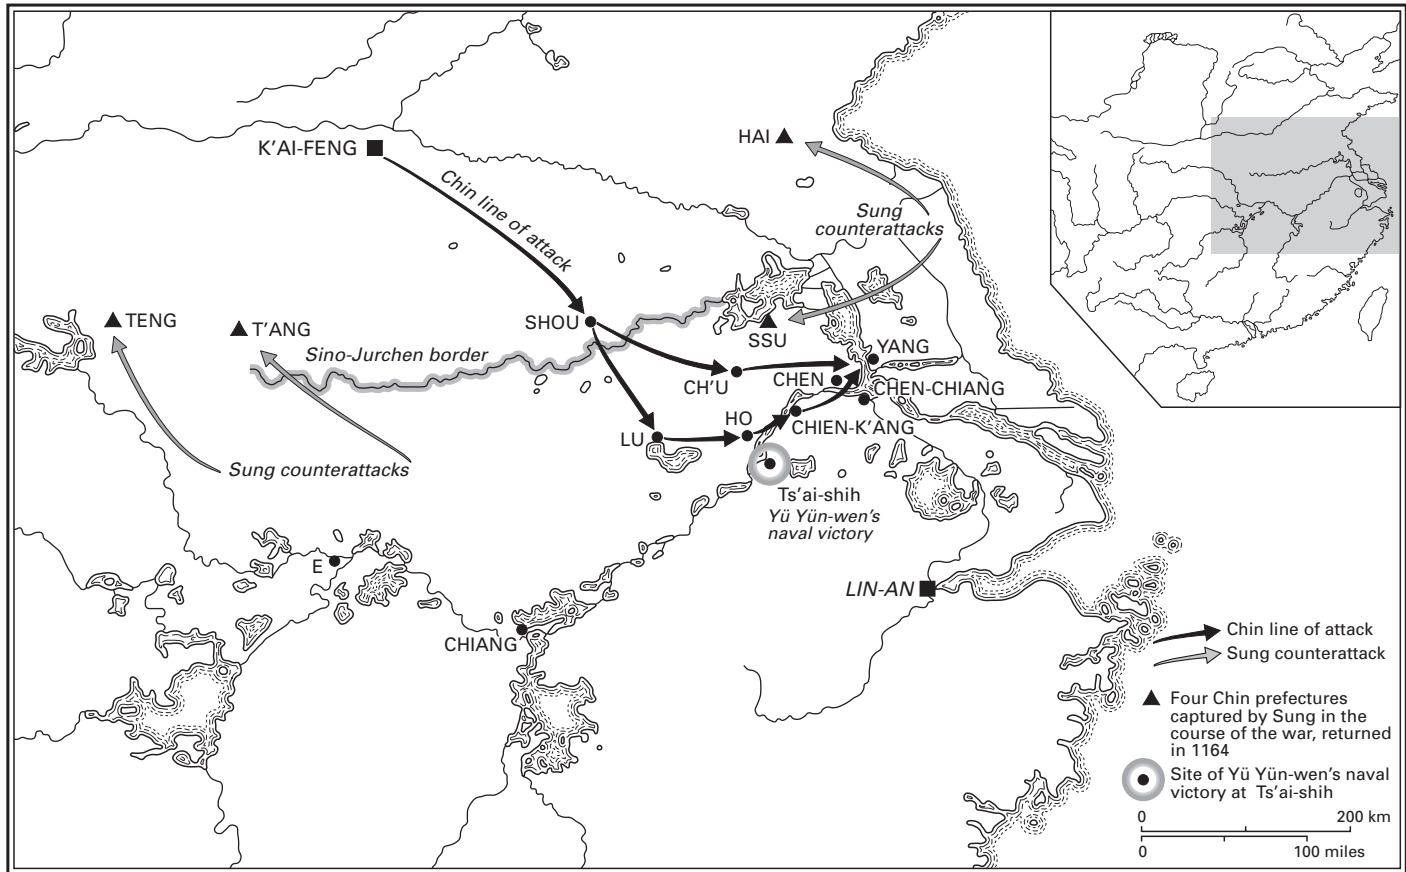 K'AI-FENG
HAI
Chin line of attack
Sung
counterattacks
TENG
T'ANG
SHOU
SSU
Sino-Jurchen border
YANG
CH'U
CHEN
CHEN-CHIANG
HO
CHIEN-K'ANG
LU
Sung counterattacks
Ts'ai-shih
Yü Yün-wen's
naval victory
E
LIN-AN
CHIANG
Chin line of attack
Sung counterattack
Four Chin prefectures
captured by Sung in the
course of the war, returned
in 1164
Site of Yü Yün-wen's naval
victory at Ts'ai-shih
0 200 km
0 100 miles